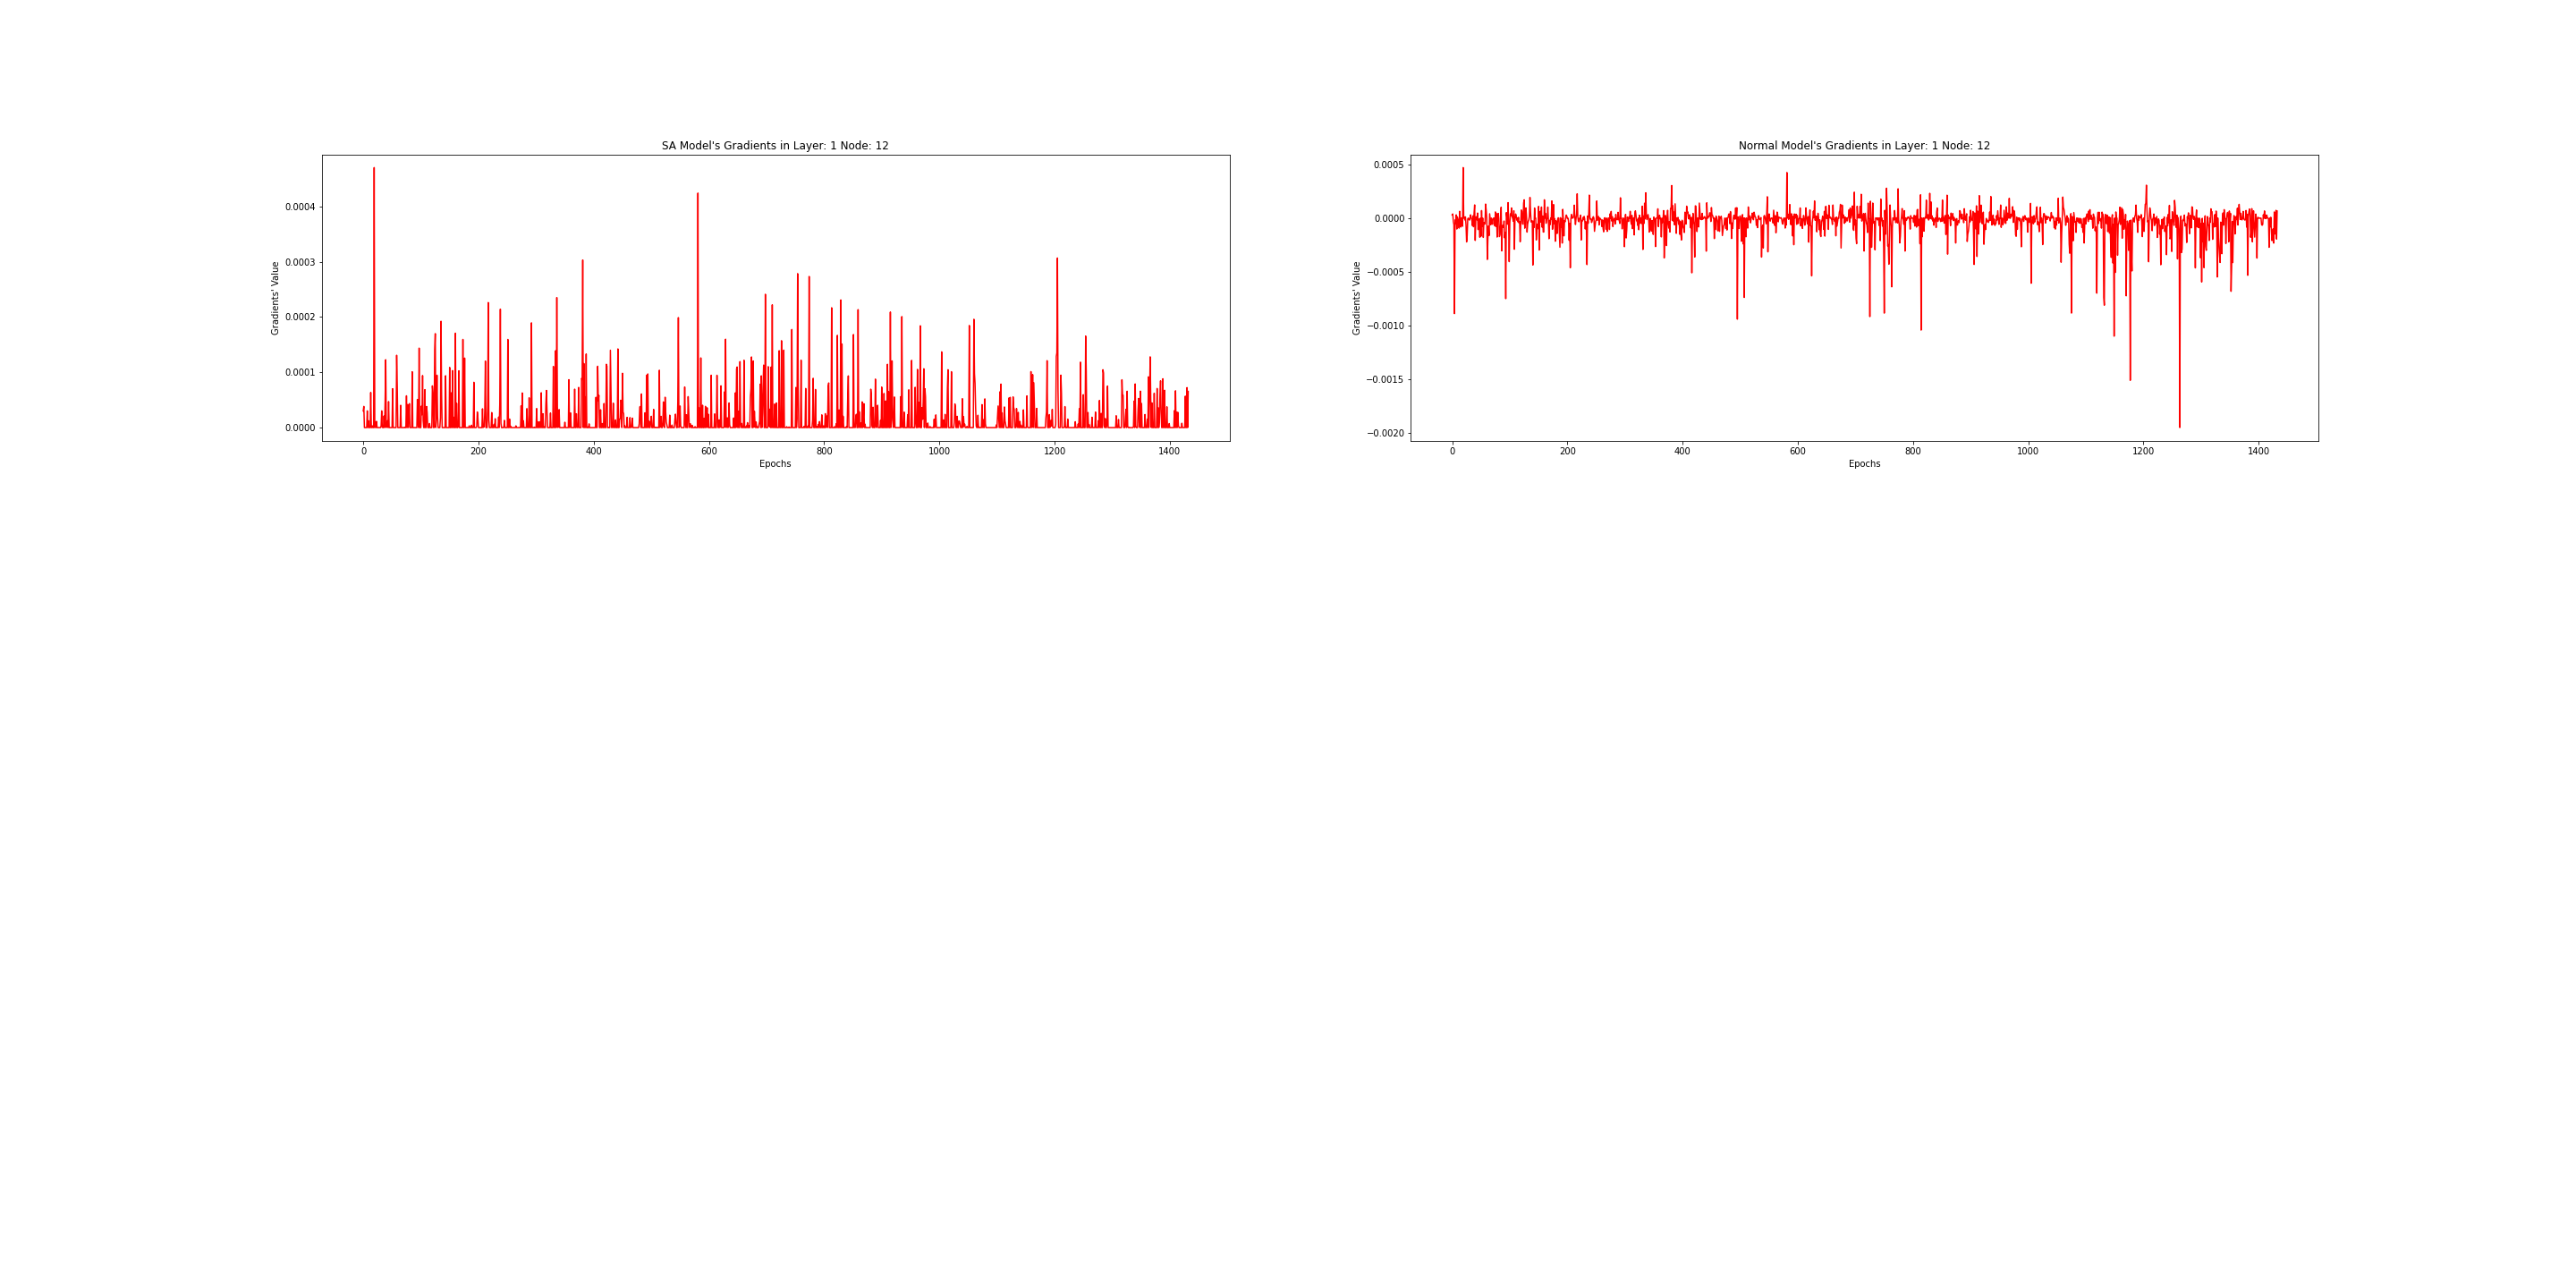 SA Model's Gradients in Layer: 1 Node: 12
Gradients' Value
0.0004
0.0003
0.0002
0.0001
0.0000
0 200 400 600 800 1000 1200 1400
Epochs
Normal Model's Gradients in Layer: 1 Node: 12
Gradients' Value
0.0005
0.0000
−0.0005
−0.0010
−0.0015
−0.0020
0 200 400 600 800 1000 1200 1400
Epochs